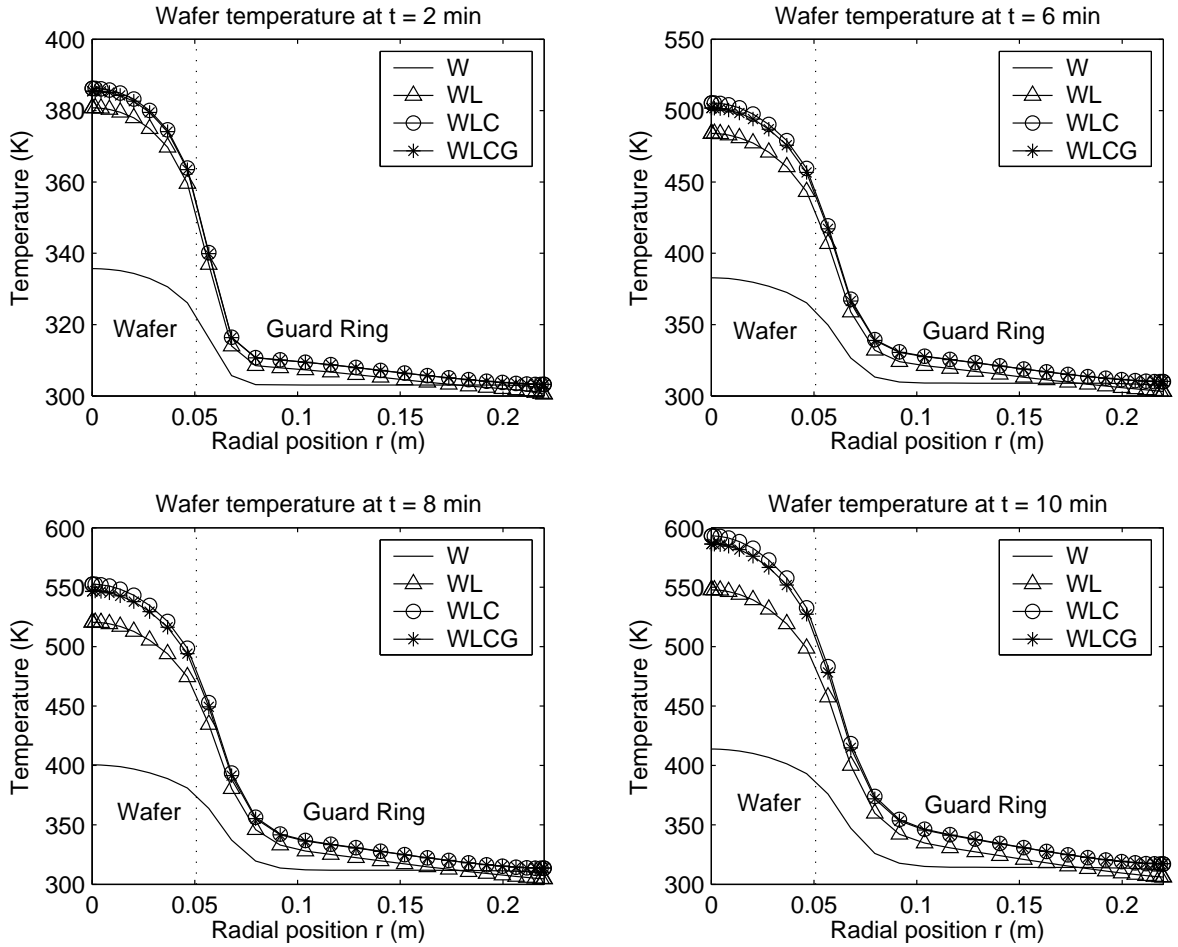 Wafer temperature at t = 2 min
400
380
360
340
320
300
Temperature (K)
W
WL
WLC
WLCG
Wafer
Guard Ring
0
0.05
0.1
0.15
0.2
Radial position r (m)
Wafer temperature at t = 6 min
550
500
450
400
350
300
Temperature (K)
W
WL
WLC
WLCG
Wafer
Guard Ring
0
0.05
0.1
0.15
0.2
Radial position r (m)
Wafer temperature at t = 8 min
600
550
500
450
400
350
300
Temperature (K)
W
WL
WLC
WLCG
Wafer
Guard Ring
0
0.05
0.1
0.15
0.2
Radial position r (m)
Wafer temperature at t = 10 min
600
550
500
450
400
350
300
Temperature (K)
W
WL
WLC
WLCG
Wafer
Guard Ring
0
0.05
0.1
0.15
0.2
Radial position r (m)